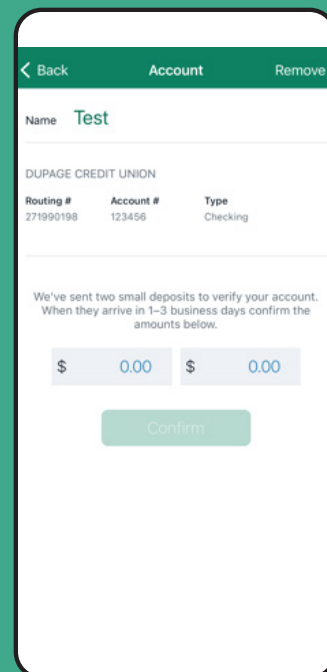 Back Account Remove
Name Test
DUPAGE CREDIT UNION
Routing # Account # Type
271990198 123456 Checking
We've sent two small deposits to verify your account.
When they arrive in 1–3 business days confirm the
amounts below.
$ 0.00 $ 0.00
Confirm